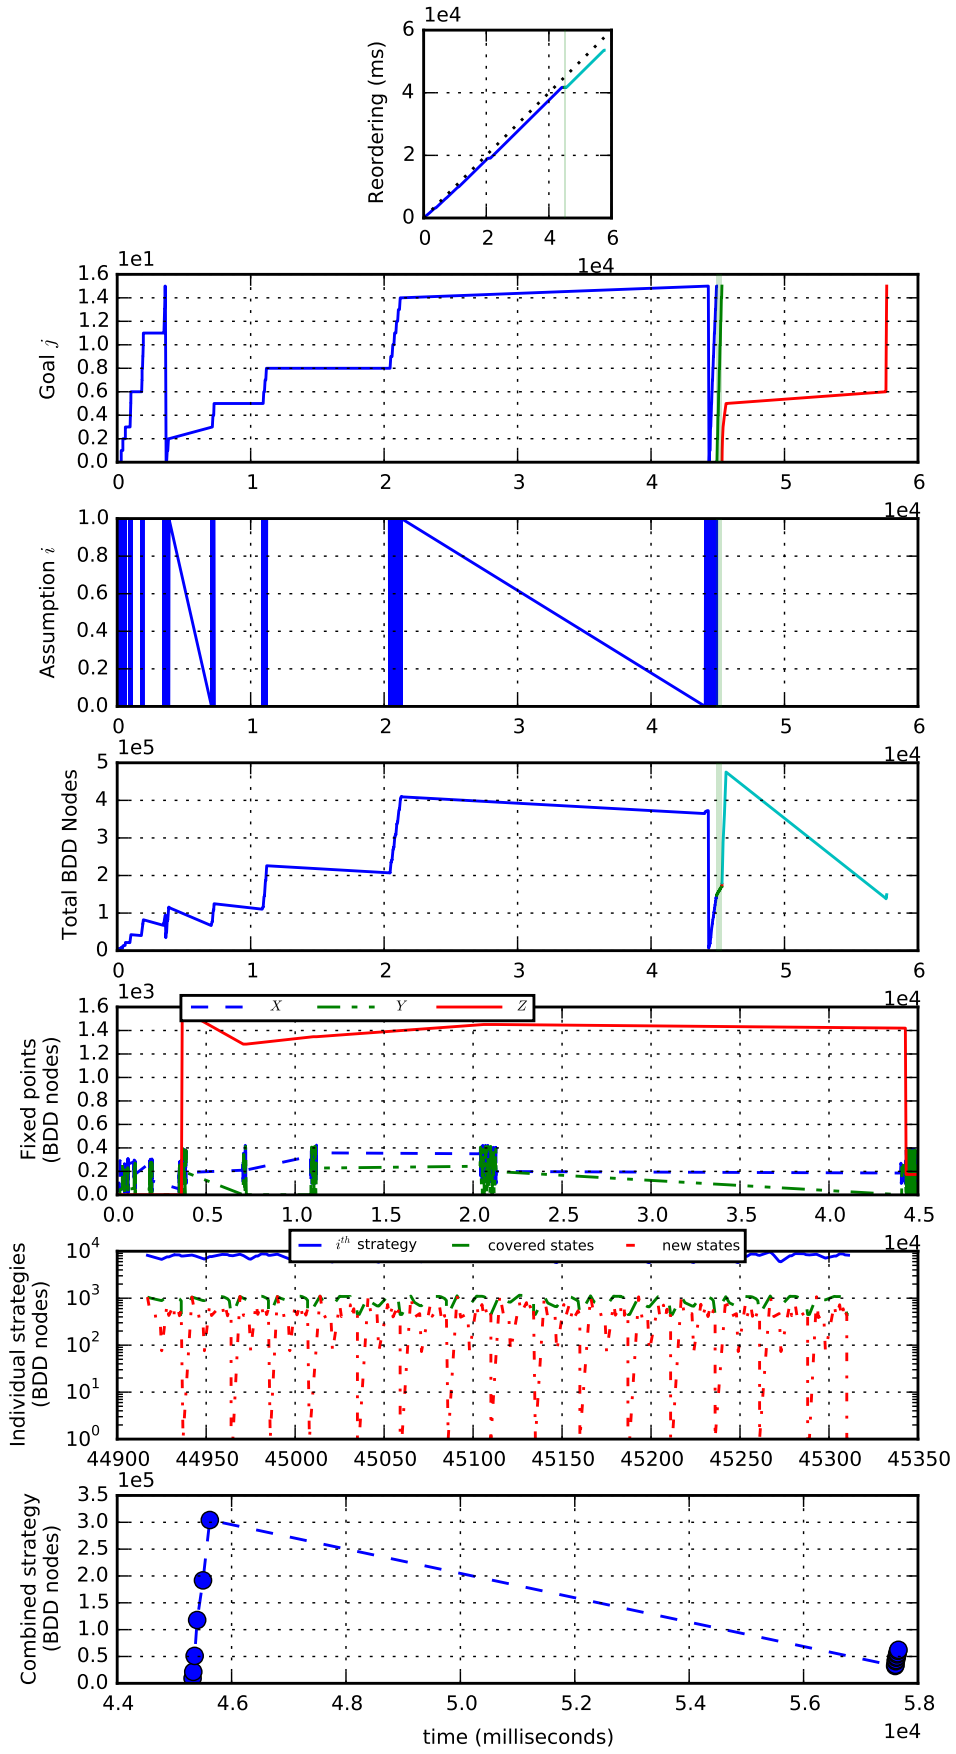 1e4
6
4
2
0
Reordering (ms)
0 2 4 6
1e4
1e1
1.6
1.4
1.2
1.0
0.8
0.6
0.4
0.2
0.0
Goal j
0 1 2 3 4 5 6
1e4
1.0
0.8
0.6
0.4
0.2
0.0
Assumption i
0 1 2 3 4 5 6
1e4
1e5
5
4
3
2
1
0
Total BDD Nodes
0 1 2 3 4 5 6
1e4
1e3
X Y Z
1.6
1.4
1.2
1.0
0.8
0.6
0.4
0.2
0.0
Fixed points
(BDD nodes)
0.0 0.5 1.0 1.5 2.0 2.5 3.0 3.5 4.0 4.5
1e4
i^th strategy covered states new states
10^4
10^3
10^2
10^1
10^0
Individual strategies
(BDD nodes)
44900 44950 45000 45050 45100 45150 45200 45250 45300 45350
1e5
3.5
3.0
2.5
2.0
1.5
1.0
0.5
0.0
Combined strategy
(BDD nodes)
4.4 4.6 4.8 5.0 5.2 5.4 5.6 5.8
time (milliseconds)
1e4